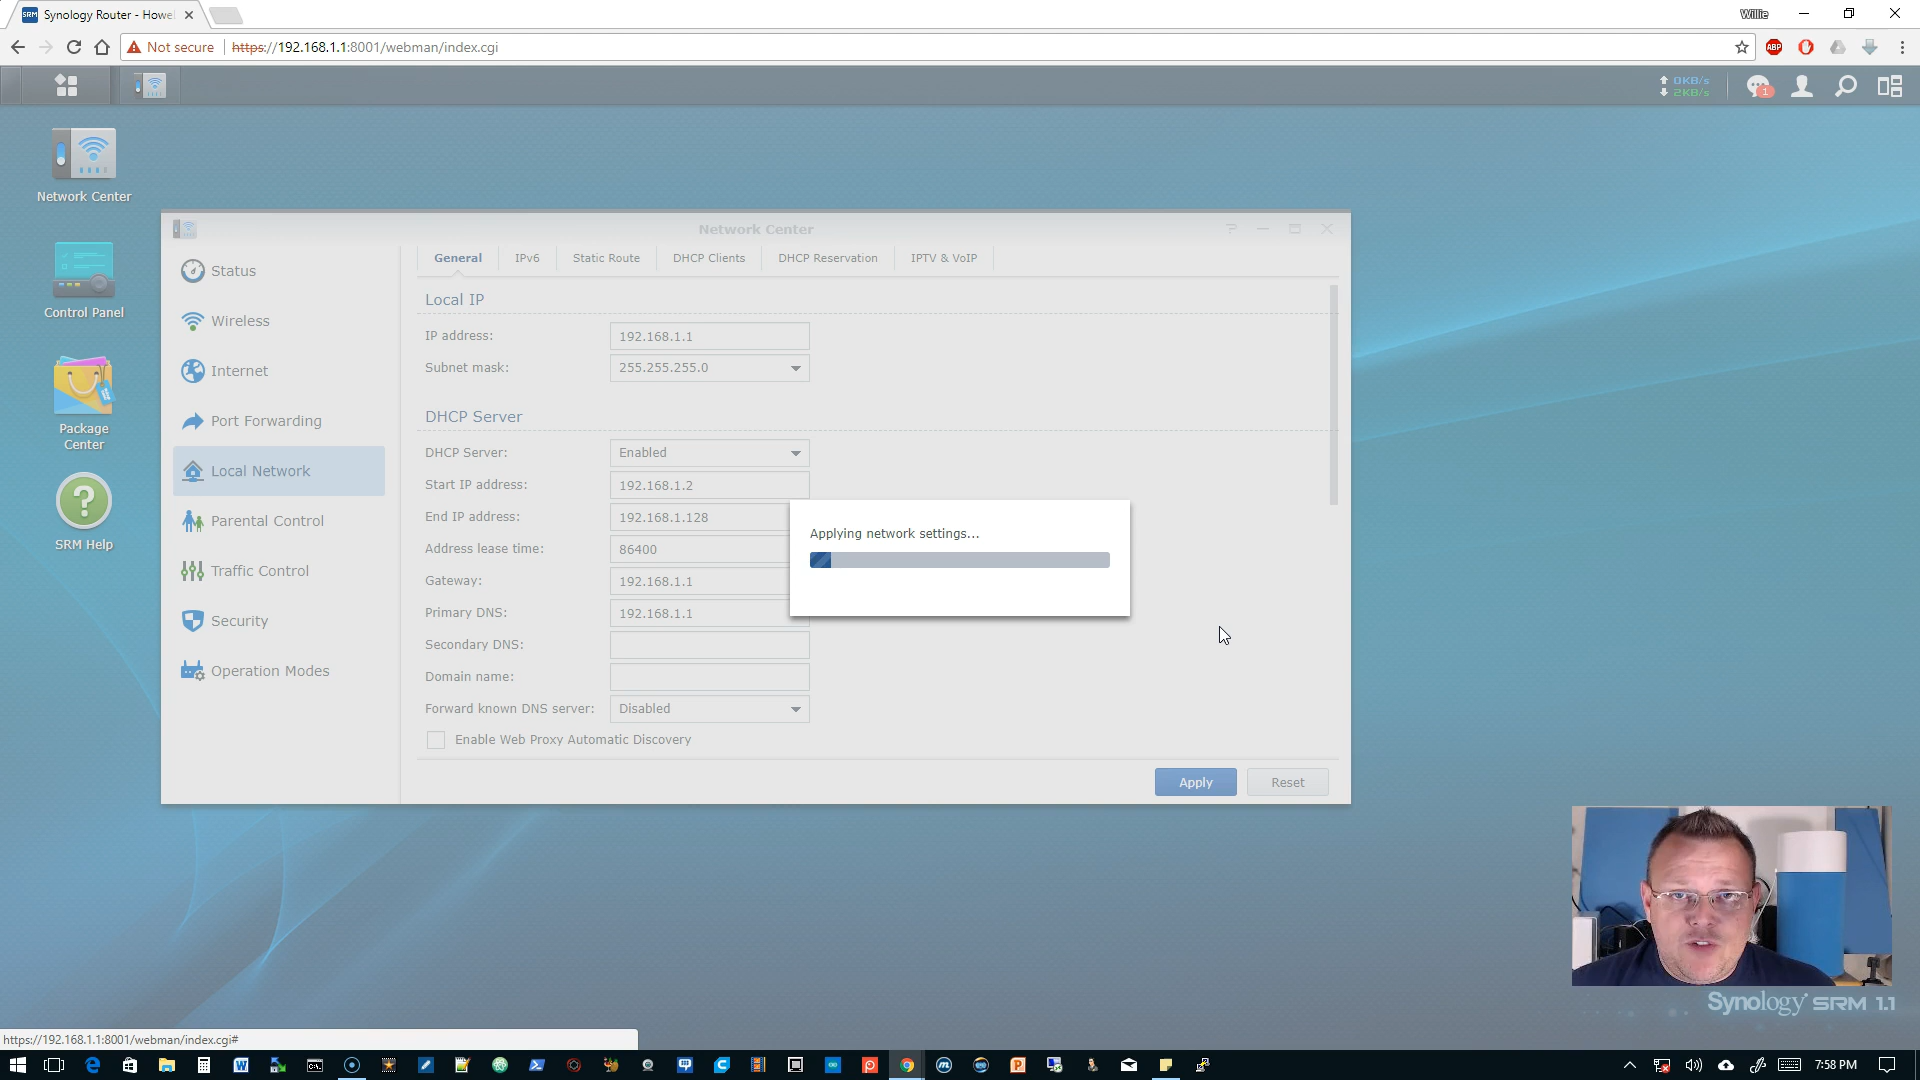 SRM Synology Router - Howe
Willie
Not secure https://192.168.1.1:8001/webman/index.cgi
ABP
0KB/s
2KB/s
1
Network Center
Control Panel
Package
Center
SRM Help
Network Center
Status
Wireless
Internet
Port Forwarding
Local Network
Parental Control
Traffic Control
Security
Operation Modes
General IPv6 Static Route DHCP Clients DHCP Reservation IPTV & VoIP
Local IP
IP address: 192.168.1.1
Subnet mask: 255.255.255.0
DHCP Server
DHCP Server: Enabled
Start IP address: 192.168.1.2
End IP address: 192.168.1.128
Address lease time: 86400
Gateway: 192.168.1.1
Primary DNS: 192.168.1.1
Secondary DNS:
Domain name:
Forward known DNS server: Disabled
Enable Web Proxy Automatic Discovery
Apply Reset
Applying network settings...
Synology SRM 1.1
https://192.168.1.1:8001/webman/index.cgi#
7:58 PM